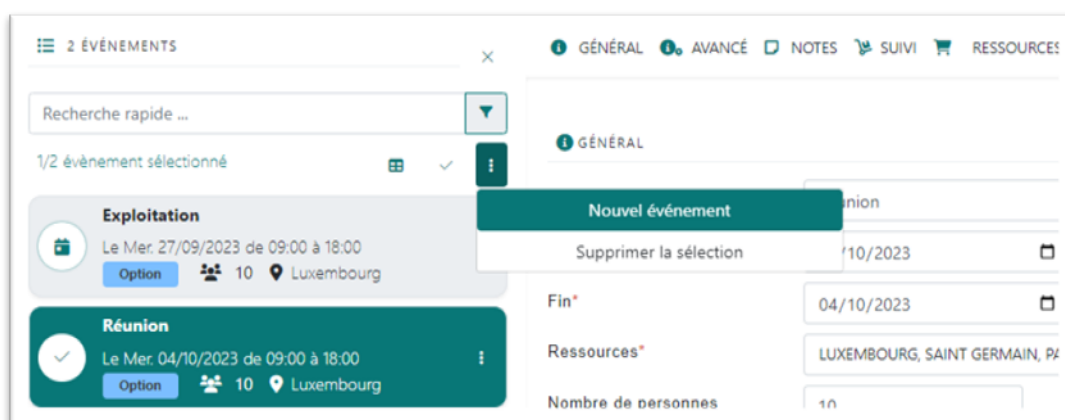 2 ÉVÉNEMENTS
Recherche rapide ...
1/2 évènement sélectionné
Exploitation
Le Mer. 27/09/2023 de 09:00 à 18:00
Option 10 Luxembourg
Réunion
Le Mer. 04/10/2023 de 09:00 à 18:00
Option 10 Luxembourg
Nouvel événement
Supprimer la sélection
GÉNÉRAL AVANCÉ NOTES SUIVI RESSOURCES
GÉNÉRAL
union
/10/2023
Fin*
04/10/2023
Ressources*
LUXEMBOURG, SAINT GERMAIN, PA
Nombre de personnes
10